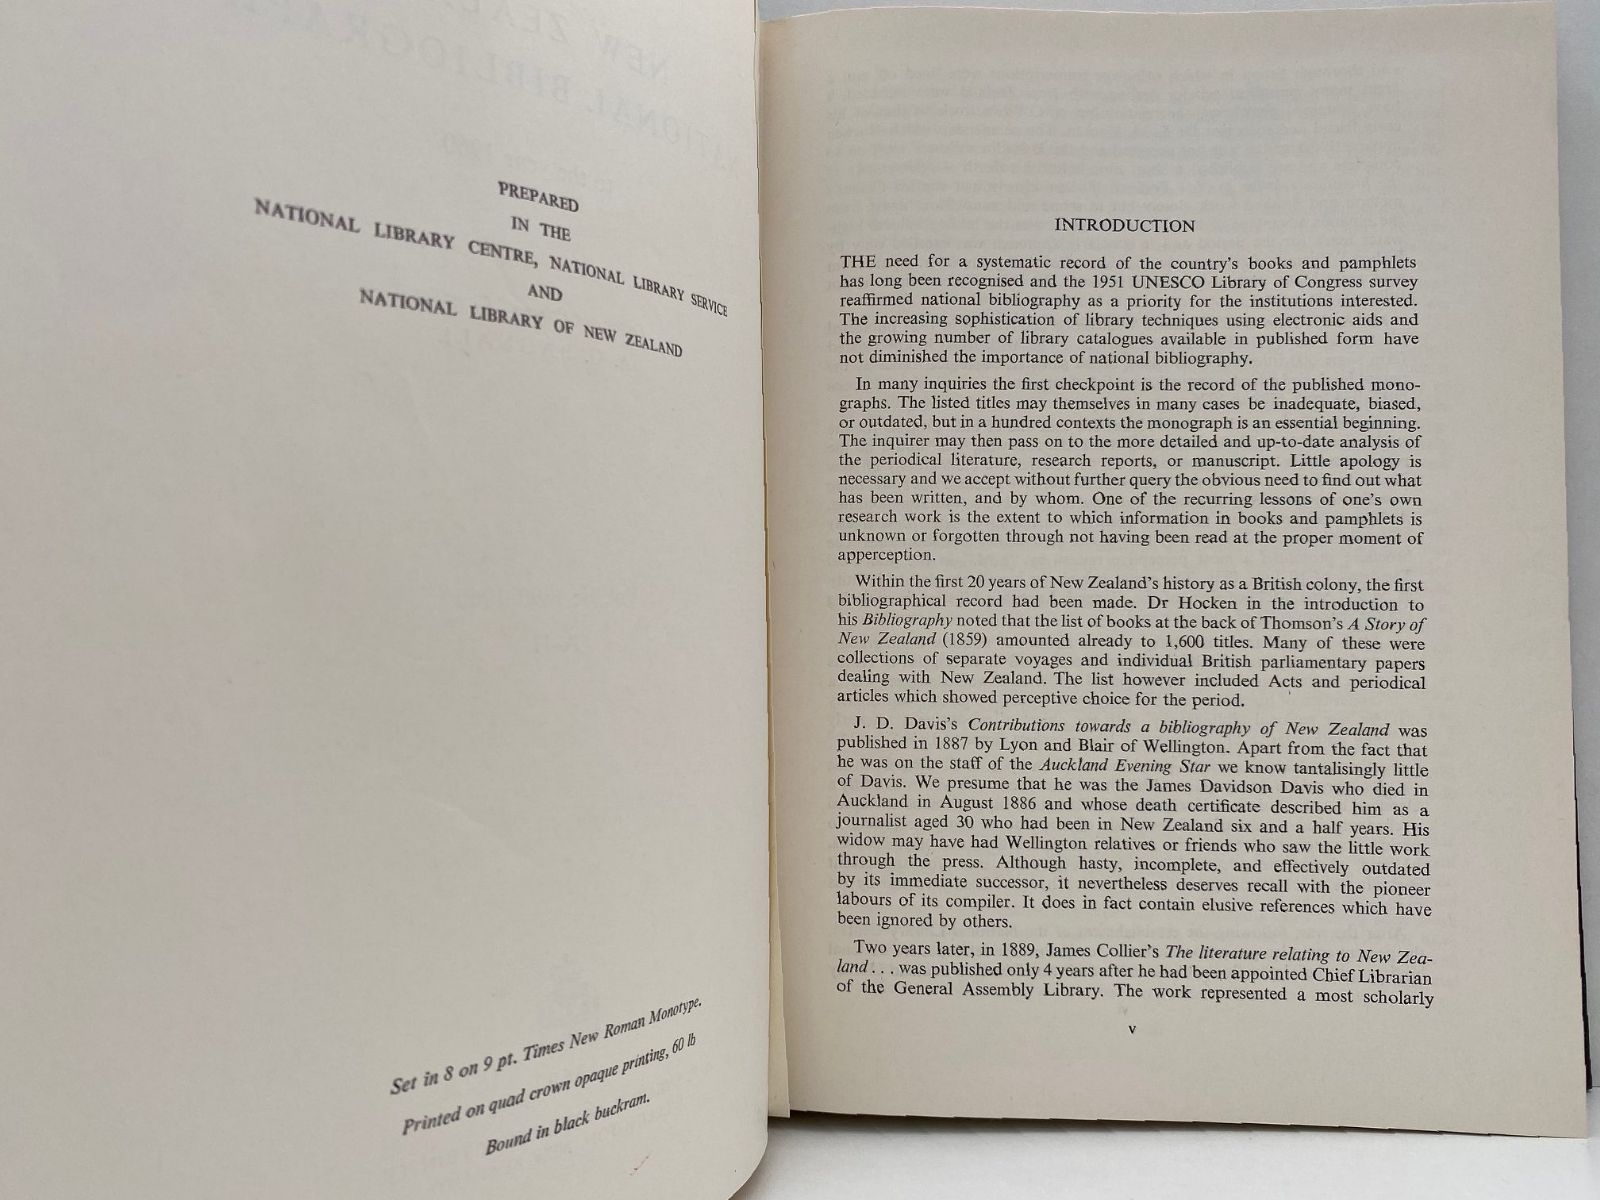 PREPARED
IN THE
NATIONAL LIBRARY CENTRE, NATIONAL LIBRARY SERVICE
AND
NATIONAL LIBRARY OF NEW ZEALAND
Set in 8 on 9 pt. Times New Roman Monotype.
Printed on quad crown opaque printing, 60 lb
Bound in black buckram.
INTRODUCTION
THE need for a systematic record of the country's books and pamphlets
has long been recognised and the 1951 UNESCO Library of Congress survey
reaffirmed national bibliography as a priority for the institutions interested.
The increasing sophistication of library techniques using electronic aids and
the growing number of library catalogues available in published form have
not diminished the importance of national bibliography.
In many inquiries the first checkpoint is the record of the published mono-
graphs. The listed titles may themselves in many cases be inadequate, biased,
or outdated, but in a hundred contexts the monograph is an essential beginning.
The inquirer may then pass on to the more detailed and up-to-date analysis of
the periodical literature, research reports, or manuscript. Little apology is
necessary and we accept without further query the obvious need to find out what
has been written, and by whom. One of the recurring lessons of one's own
research work is the extent to which information in books and pamphlets is
unknown or forgotten through not having been read at the proper moment of
apperception.
Within the first 20 years of New Zealand's history as a British colony, the first
bibliographical record had been made. Dr Hocken in the introduction to
his Bibliography noted that the list of books at the back of Thomson's A Story of
New Zealand (1859) amounted already to 1,600 titles. Many of these were
collections of separate voyages and individual British parliamentary papers
dealing with New Zealand. The list however included Acts and periodical
articles which showed perceptive choice for the period.
J. D. Davis's Contributions towards a bibliography of New Zealand was
published in 1887 by Lyon and Blair of Wellington. Apart from the fact that
he was on the staff of the Auckland Evening Star we know tantalisingly little
of Davis. We presume that he was the James Davidson Davis who died in
Auckland in August 1886 and whose death certificate described him as a
journalist aged 30 who had been in New Zealand six and a half years. His
widow may have had Wellington relatives or friends who saw the little work
through the press. Although hasty, incomplete, and effectively outdated
by its immediate successor, it nevertheless deserves recall with the pioneer
labours of its compiler. It does in fact contain elusive references which have
been ignored by others.
Two years later, in 1889, James Collier's The literature relating to New Zea-
land . . . was published only 4 years after he had been appointed Chief Librarian
of the General Assembly Library. The work represented a most scholarly
v